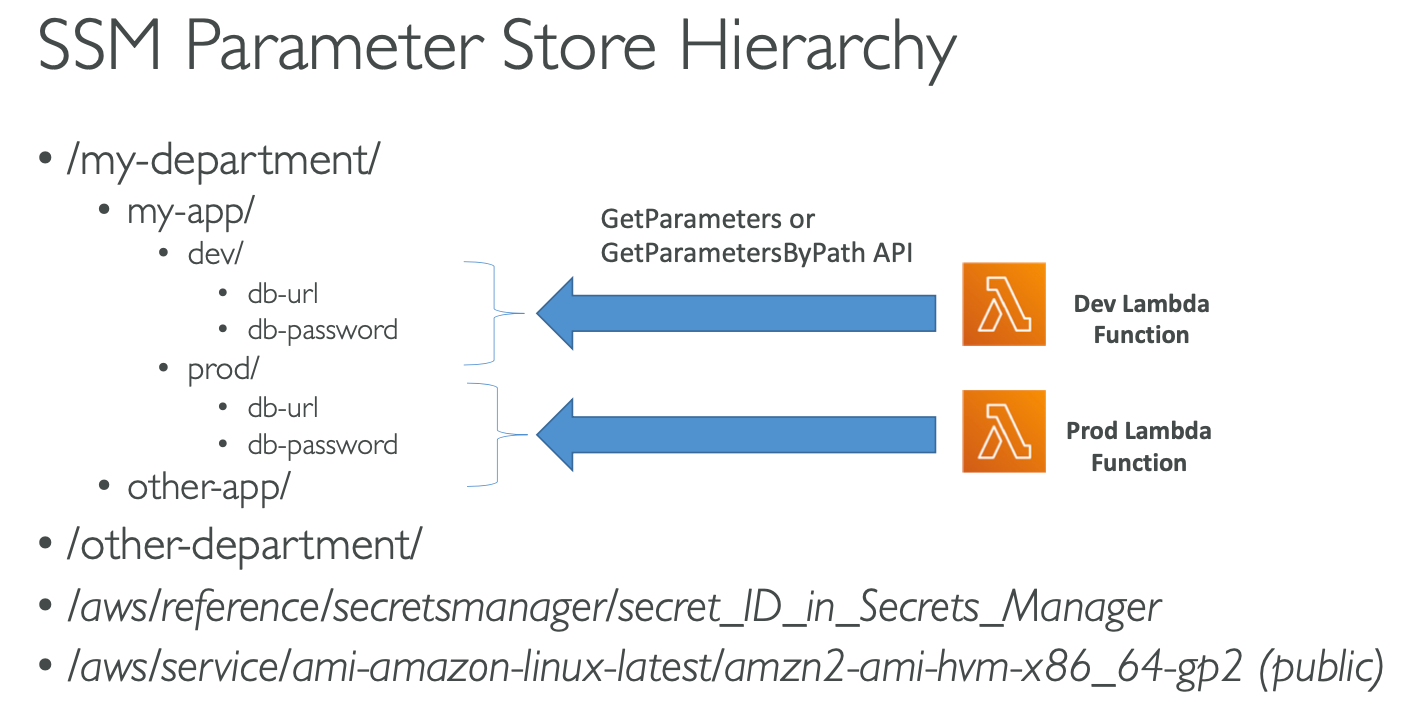 SSM Parameter Store Hierarchy
• /my-department/
• my-app/
• dev/
• db-url
• db-password
• prod/
• db-url
• db-password
• other-app/
GetParameters or
GetParametersByPath API
Dev Lambda
Function
Prod Lambda
Function
• /other-department/
• /aws/reference/secretsmanager/secret_ID_in_Secrets_Manager
• /aws/service/ami-amazon-linux-latest/amzn2-ami-hvm-x86_64-gp2 (public)